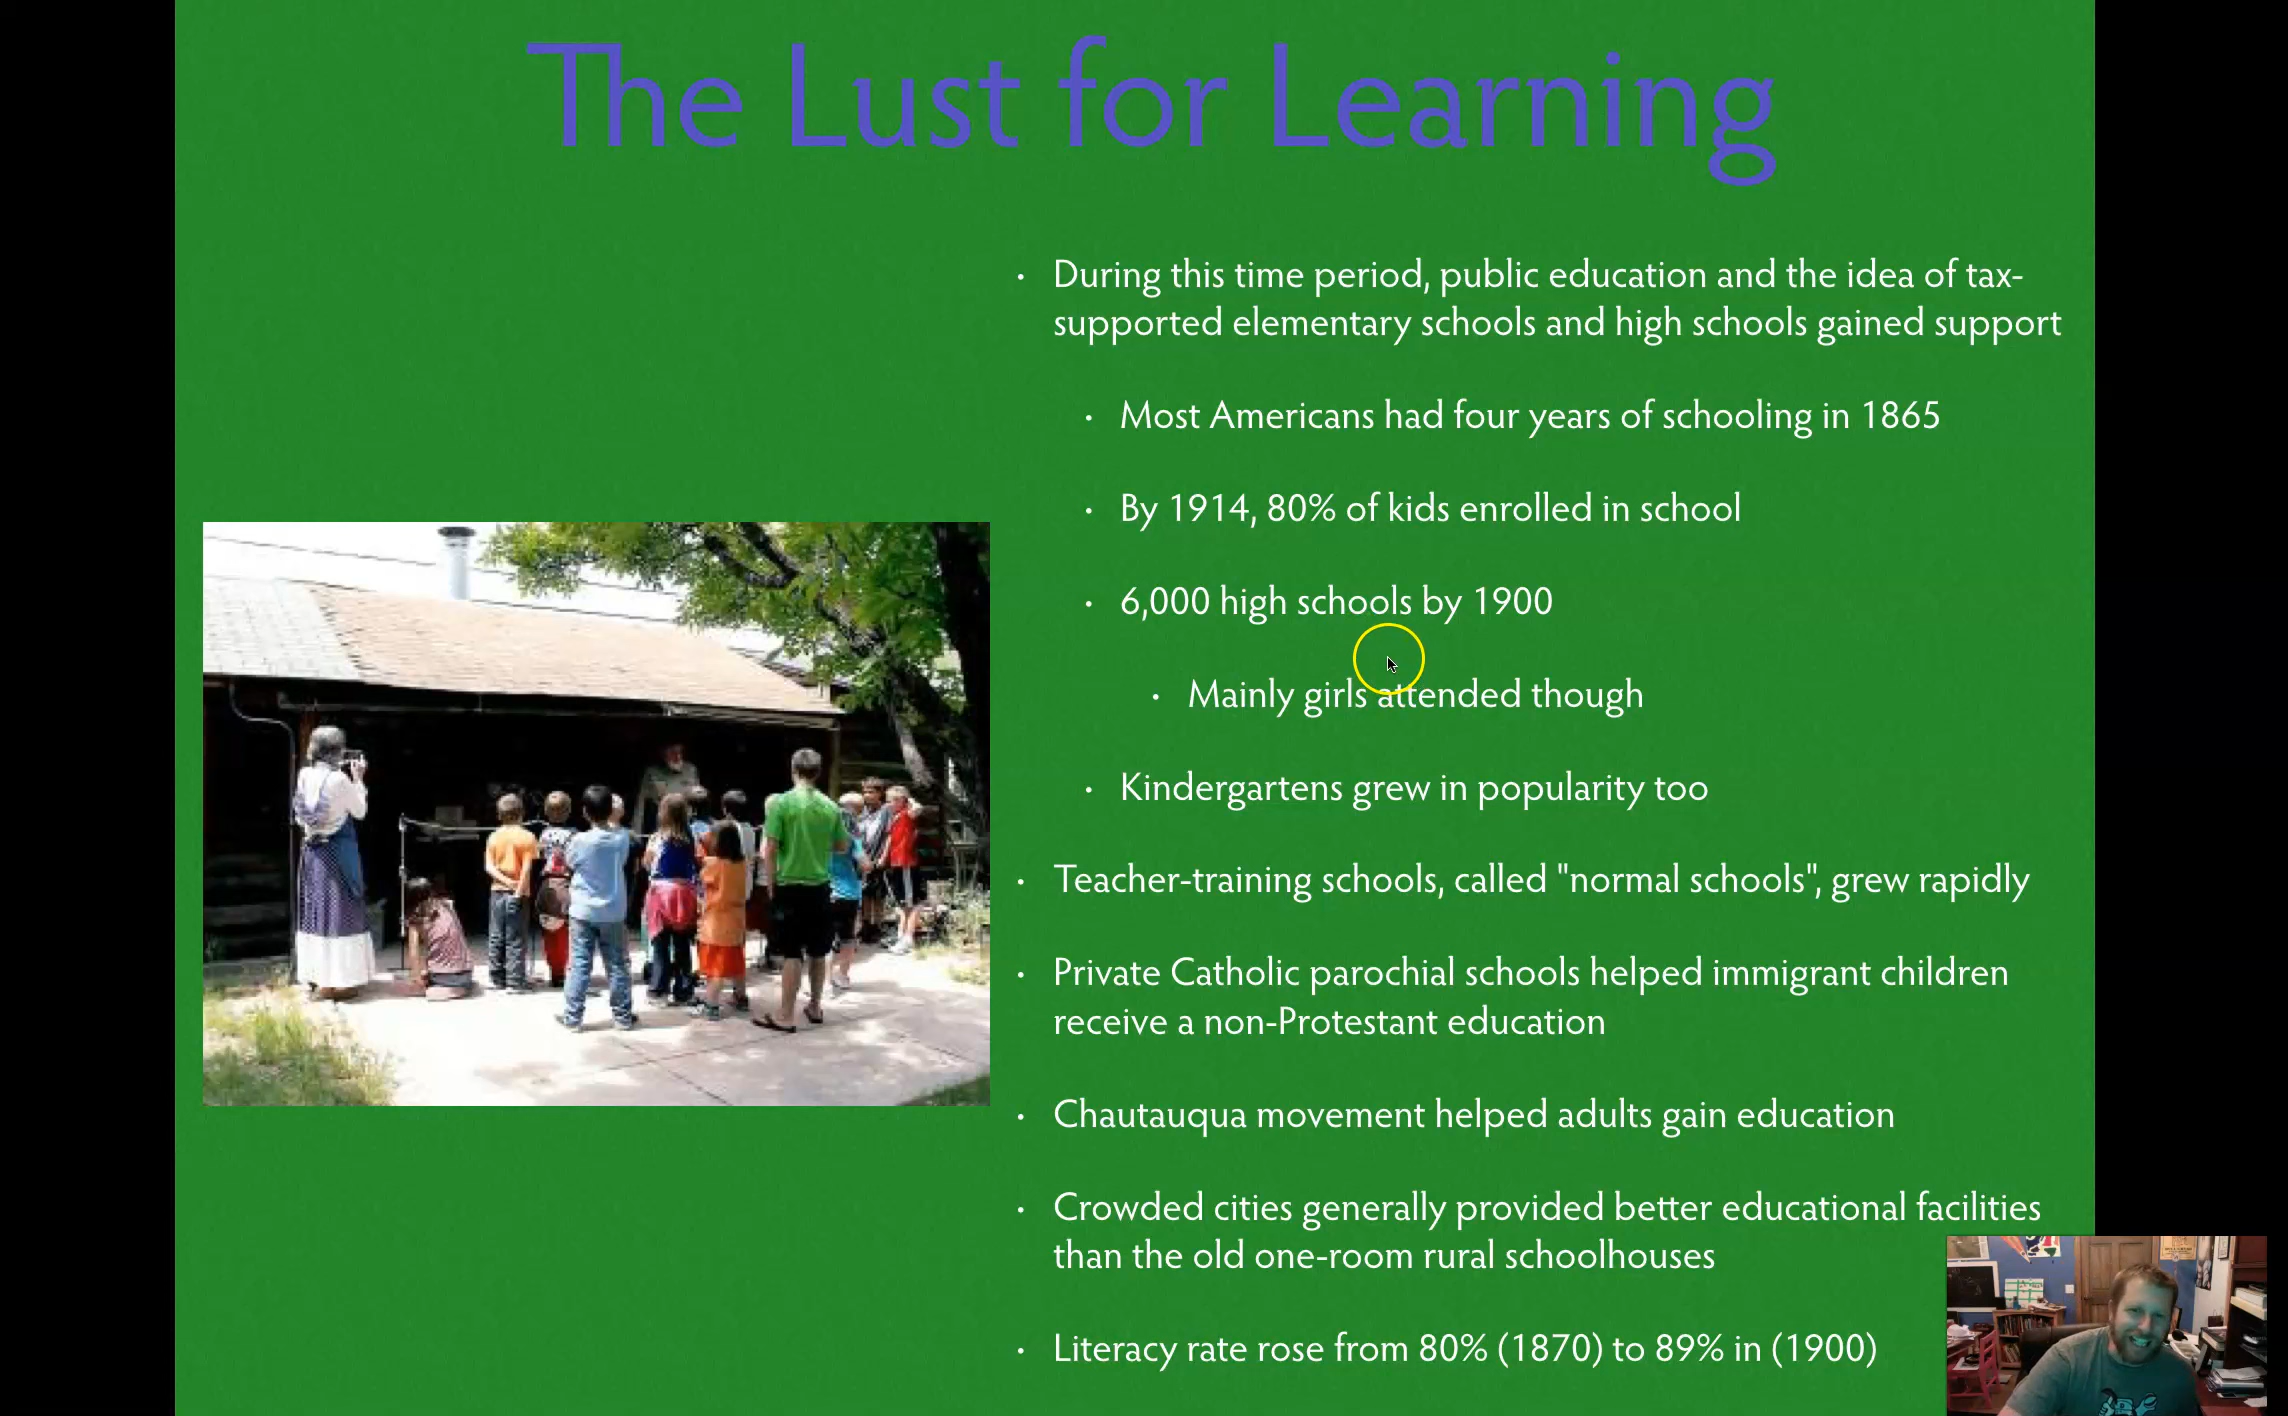 The Lust for Learning
• During this time period, public education and the idea of tax-
supported elementary schools and high schools gained support
• Most Americans had four years of schooling in 1865
• By 1914, 80% of kids enrolled in school
• 6,000 high schools by 1900
• Mainly girls attended though
• Kindergartens grew in popularity too
• Teacher-training schools, called "normal schools", grew rapidly
• Private Catholic parochial schools helped immigrant children
receive a non-Protestant education
• Chautauqua movement helped adults gain education
• Crowded cities generally provided better educational facilities
than the old one-room rural schoolhouses
• Literacy rate rose from 80% (1870) to 89% in (1900)